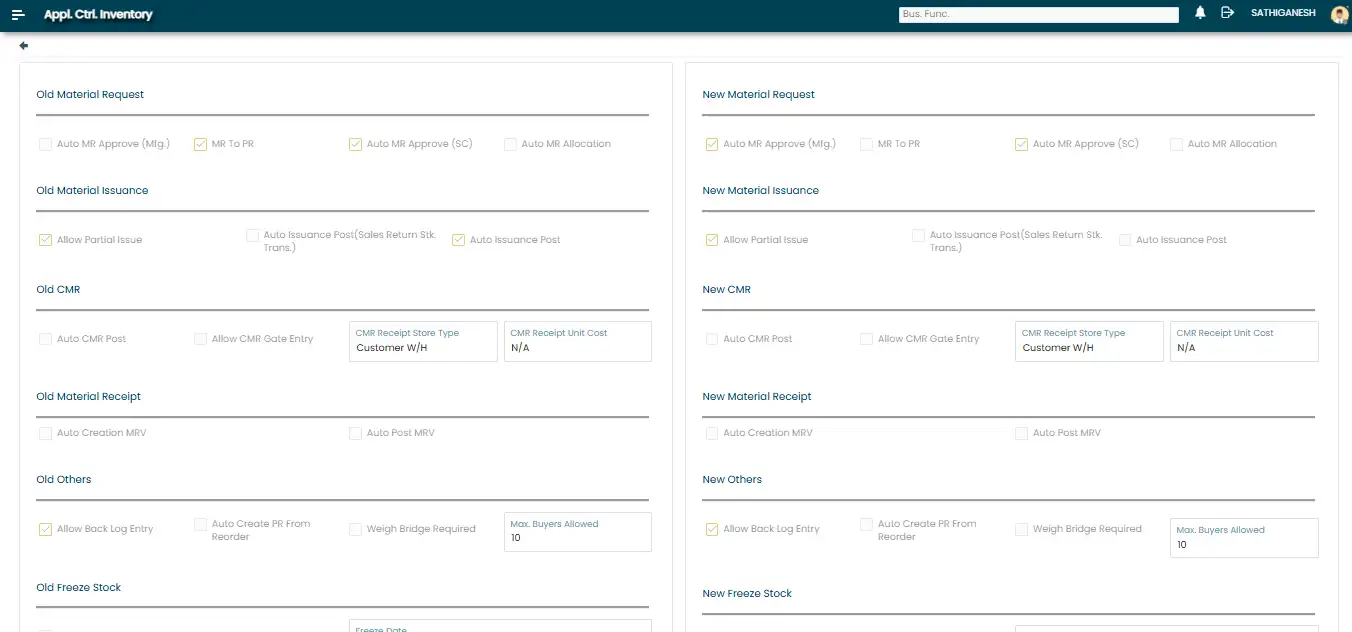 Appl. Ctrl. Inventory
Bus. Func.
SATHIGANESH
Old Material Request
Auto MR Approve (Mfg.)
MR To PR
Auto MR Approve (SC)
Auto MR Allocation
Old Material Issuance
Allow Partial Issue
Auto Issuance Post(Sales Return Stk.
Trans.)
Auto Issuance Post
Old CMR
Auto CMR Post
Allow CMR Gate Entry
CMR Receipt Store Type
Customer W/H
CMR Receipt Unit Cost
N/A
Old Material Receipt
Auto Creation MRV
Auto Post MRV
Old Others
Allow Back Log Entry
Auto Create PR From
Reorder
Weigh Bridge Required
Max. Buyers Allowed
10
Old Freeze Stock
Freeze Date
New Material Request
Auto MR Approve (Mfg.)
MR To PR
Auto MR Approve (SC)
Auto MR Allocation
New Material Issuance
Allow Partial Issue
Auto Issuance Post(Sales Return Stk.
Trans.)
Auto Issuance Post
New CMR
Auto CMR Post
Allow CMR Gate Entry
CMR Receipt Store Type
Customer W/H
CMR Receipt Unit Cost
N/A
New Material Receipt
Auto Creation MRV
Auto Post MRV
New Others
Allow Back Log Entry
Auto Create PR From
Reorder
Weigh Bridge Required
Max. Buyers Allowed
10
New Freeze Stock